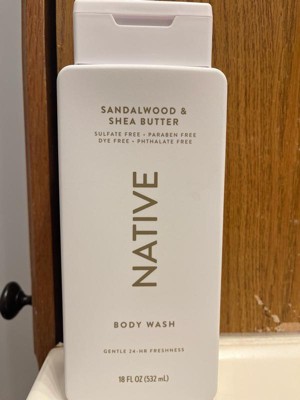 SANDALWOOD &
SHEA BUTTER
SULFATE FREE - PARABEN FREE
DYE FREE - PHTHALATE FREE
NATIVE
BODY WASH
GENTLE 24-HR FRESHNESS
18 FL OZ (532 mL)